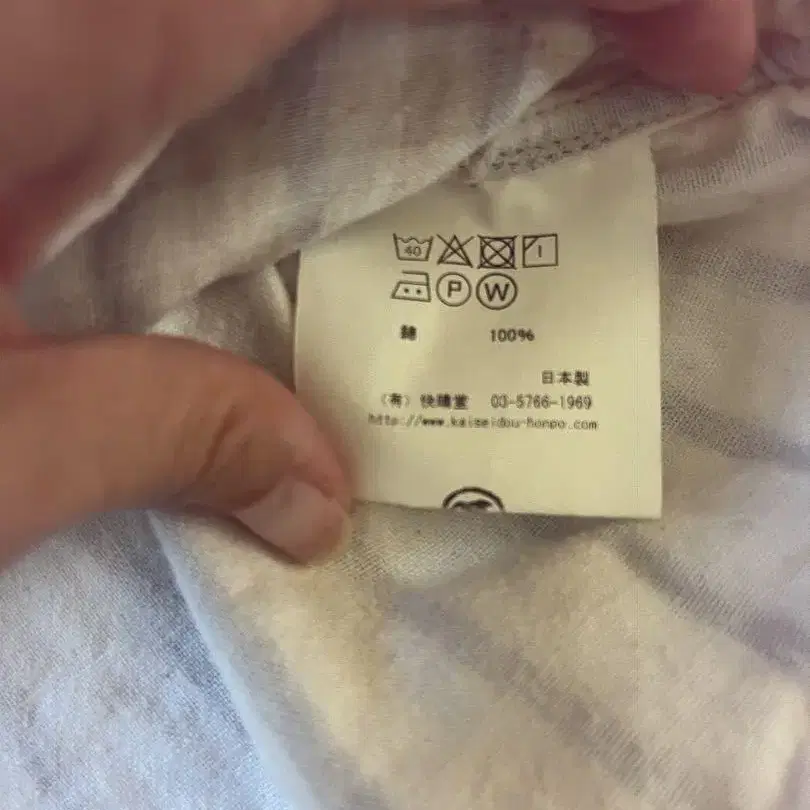 40
P W
綿 100%
日本製
(有) 快晴堂 03-5766-1969
http://www.kaiseidou-honpo.com